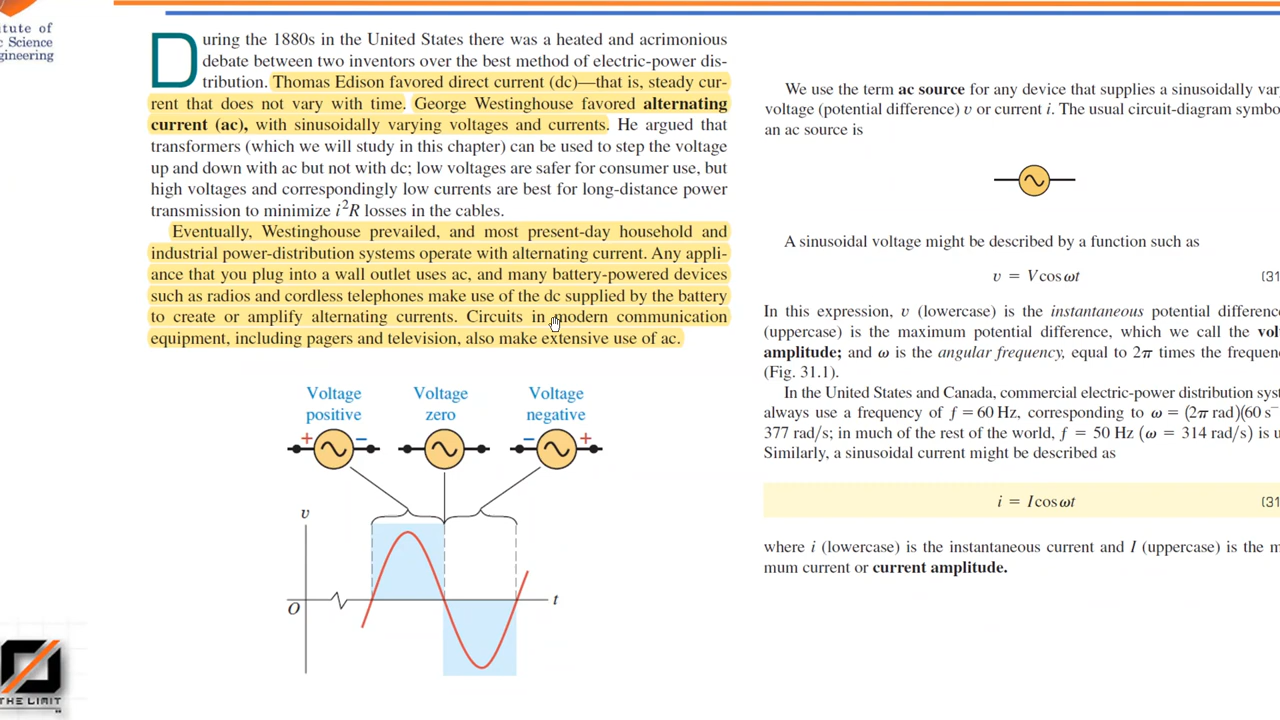 tute of
Science
gineering
During the 1880s in the United States there was a heated and acrimonious
debate between two inventors over the best method of electric-power dis-
tribution. Thomas Edison favored direct current (dc)—that is, steady cur-
rent that does not vary with time. George Westinghouse favored alternating
current (ac), with sinusoidally varying voltages and currents. He argued that
transformers (which we will study in this chapter) can be used to step the voltage
up and down with ac but not with dc; low voltages are safer for consumer use, but
high voltages and correspondingly low currents are best for long-distance power
transmission to minimize i²R losses in the cables.
Eventually, Westinghouse prevailed, and most present-day household and
industrial power-distribution systems operate with alternating current. Any appli-
ance that you plug into a wall outlet uses ac, and many battery-powered devices
such as radios and cordless telephones make use of the dc supplied by the battery
to create or amplify alternating currents. Circuits in modern communication
equipment, including pagers and television, also make extensive use of ac.
Voltage positive
Voltage zero
Voltage negative
+ −
− +
v
O
t
THE LIMIT
We use the term ac source for any device that supplies a sinusoidally vary
voltage (potential difference) v or current i. The usual circuit-diagram symbo
an ac source is
A sinusoidal voltage might be described by a function such as
v = V cos ωt (31
In this expression, v (lowercase) is the instantaneous potential difference
(uppercase) is the maximum potential difference, which we call the vol
amplitude; and ω is the angular frequency, equal to 2π times the frequen
(Fig. 31.1).
In the United States and Canada, commercial electric-power distribution syst
always use a frequency of f = 60 Hz, corresponding to ω = (2π rad)(60 s⁻
377 rad/s; in much of the rest of the world, f = 50 Hz (ω = 314 rad/s) is u
Similarly, a sinusoidal current might be described as
i = I cos ωt (31
where i (lowercase) is the instantaneous current and I (uppercase) is the m
mum current or current amplitude.